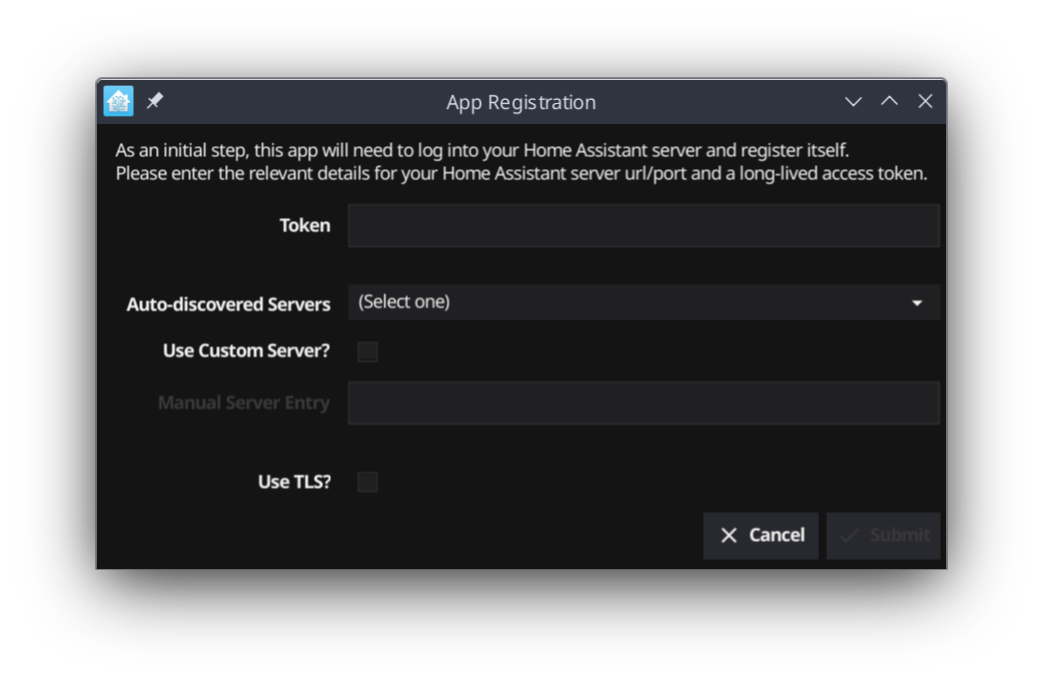 App Registration
As an initial step, this app will need to log into your Home Assistant server and register itself.
Please enter the relevant details for your Home Assistant server url/port and a long-lived access token.
Token
Auto-discovered Servers (Select one)
Use Custom Server?
Manual Server Entry
Use TLS?
Cancel Submit